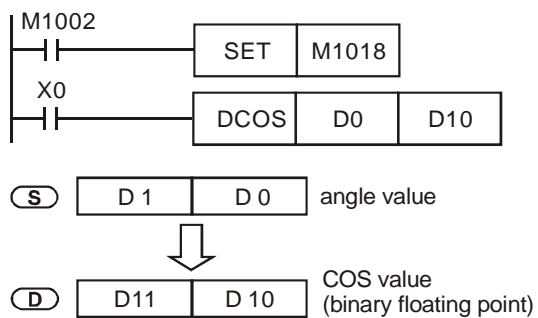 M1002
SET M1018
X0
DCOS D0 D10
S D 1 D 0 angle value
D D11 D 10 COS value
(binary floating point)